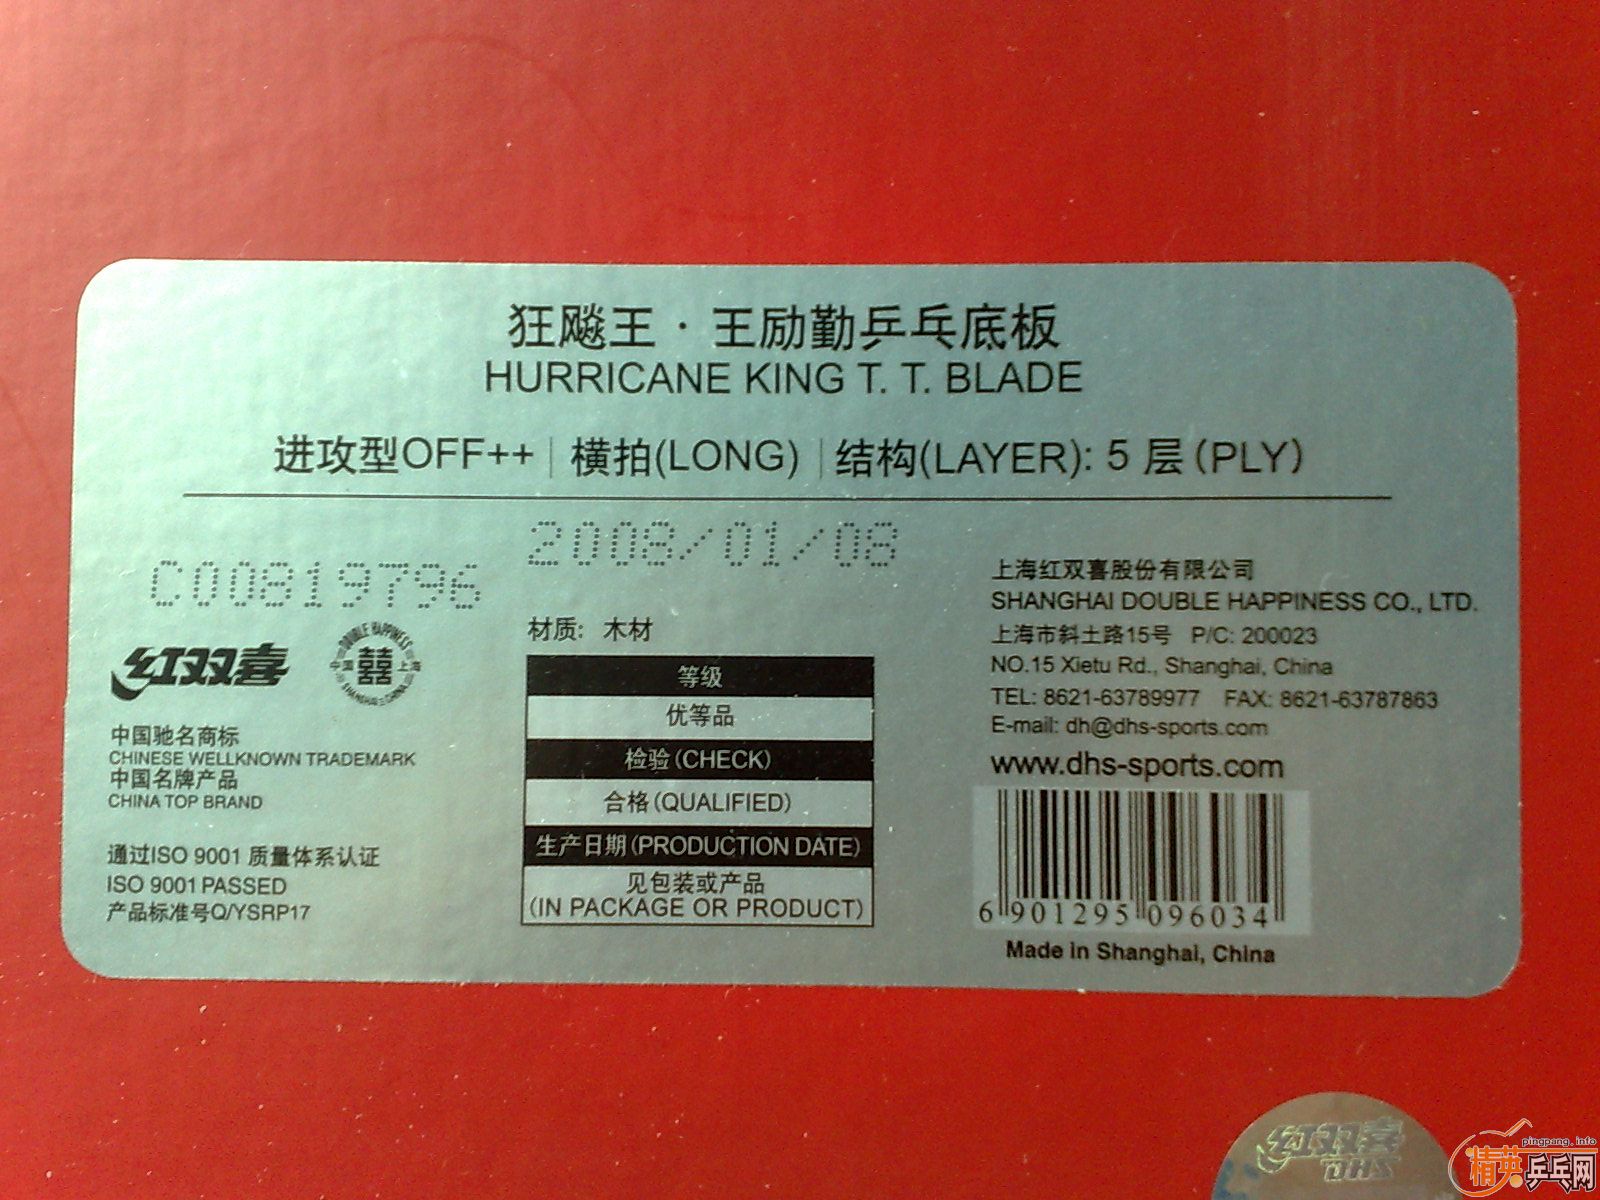 狂飚王·王励勤乒乓底板
HURRICANE KING T. T. BLADE
进攻型OFF++ | 横拍(LONG) | 结构(LAYER): 5 层 (PLY)
C00819796
2008/01/08
红双喜
DOUBLE HAPPINESS
中国 囍 上海
SHANGHAI CHINA
中国驰名商标
CHINESE WELLKNOWN TRADEMARK
中国名牌产品
CHINA TOP BRAND
通过ISO 9001 质量体系认证
ISO 9001 PASSED
产品标准号Q/YSRP17
材质: 木材
等级
优等品
检验(CHECK)
合格(QUALIFIED)
生产日期(PRODUCTION DATE)
见包装或产品
(IN PACKAGE OR PRODUCT)
上海红双喜股份有限公司
SHANGHAI DOUBLE HAPPINESS CO., LTD.
上海市斜土路15号 P/C: 200023
NO.15 Xietu Rd., Shanghai, China
TEL: 8621-63789977 FAX: 8621-63787863
E-mail: dh@dhs-sports.com
www.dhs-sports.com
6 901295 096034
Made in Shanghai, China
红双喜
DHS
pingpang.info
精英乒乓网